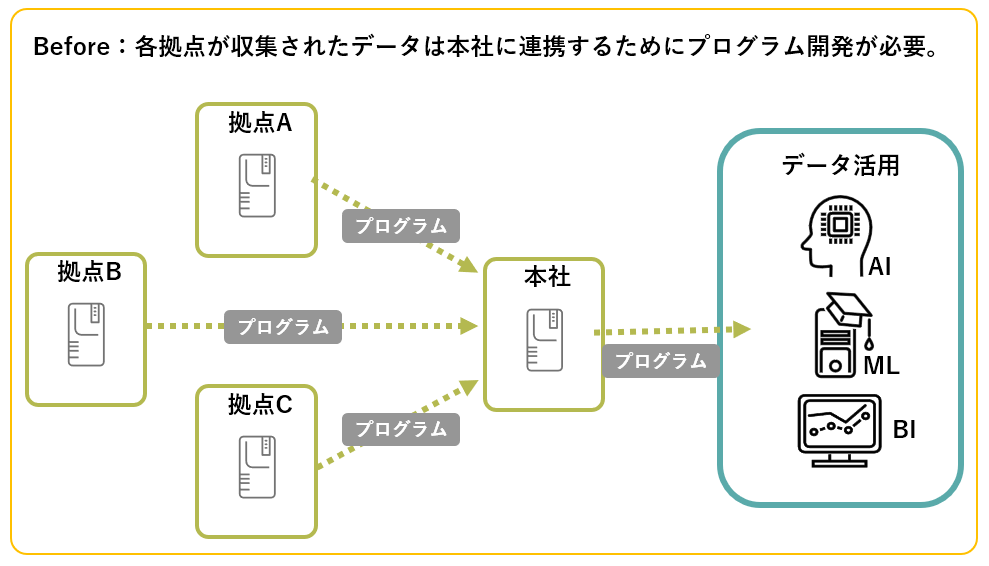 Before：各拠点が収集されたデータは本社に連携するためにプログラム開発が必要。
拠点A
プログラム
拠点B
プログラム
拠点C
プログラム
本社
プログラム
データ活用
AI
ML
BI